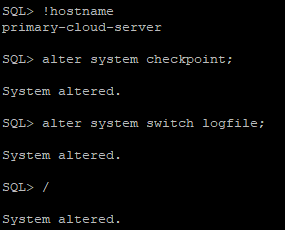 SQL> !hostname
primary-cloud-server
SQL> alter system checkpoint;
System altered.
SQL> alter system switch logfile;
System altered.
SQL> /
System altered.